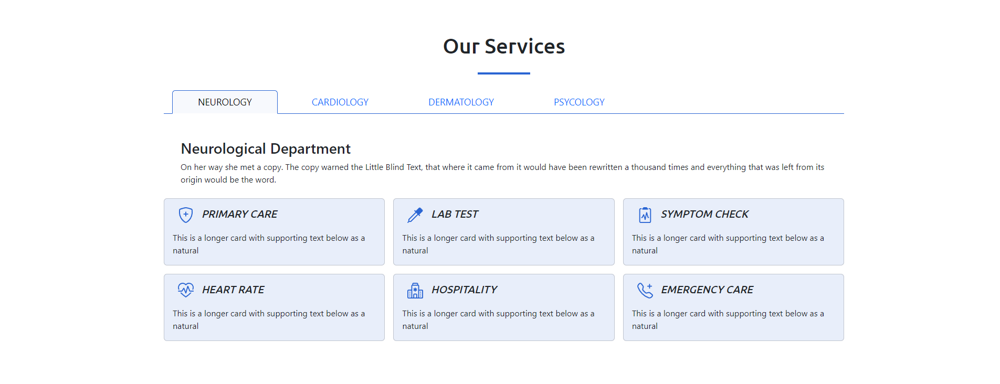 Our Services
NEUROLOGY
CARDIOLOGY
DERMATOLOGY
PSYCOLOGY
Neurological Department
On her way she met a copy. The copy warned the Little Blind Text, that where it came from it would have been rewritten a thousand times and everything that was left from its
origin would be the word.
PRIMARY CARE
This is a longer card with supporting text below as a
natural
LAB TEST
This is a longer card with supporting text below as a
natural
SYMPTOM CHECK
This is a longer card with supporting text below as a
natural
HEART RATE
This is a longer card with supporting text below as a
natural
HOSPITALITY
This is a longer card with supporting text below as a
natural
EMERGENCY CARE
This is a longer card with supporting text below as a
natural